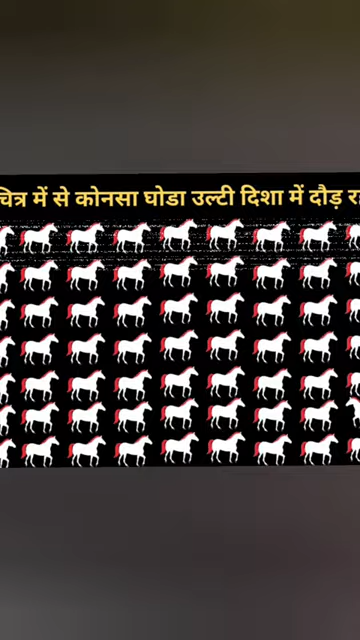 चित्र में से कोनसा घोडा उल्टी दिशा में दौड़